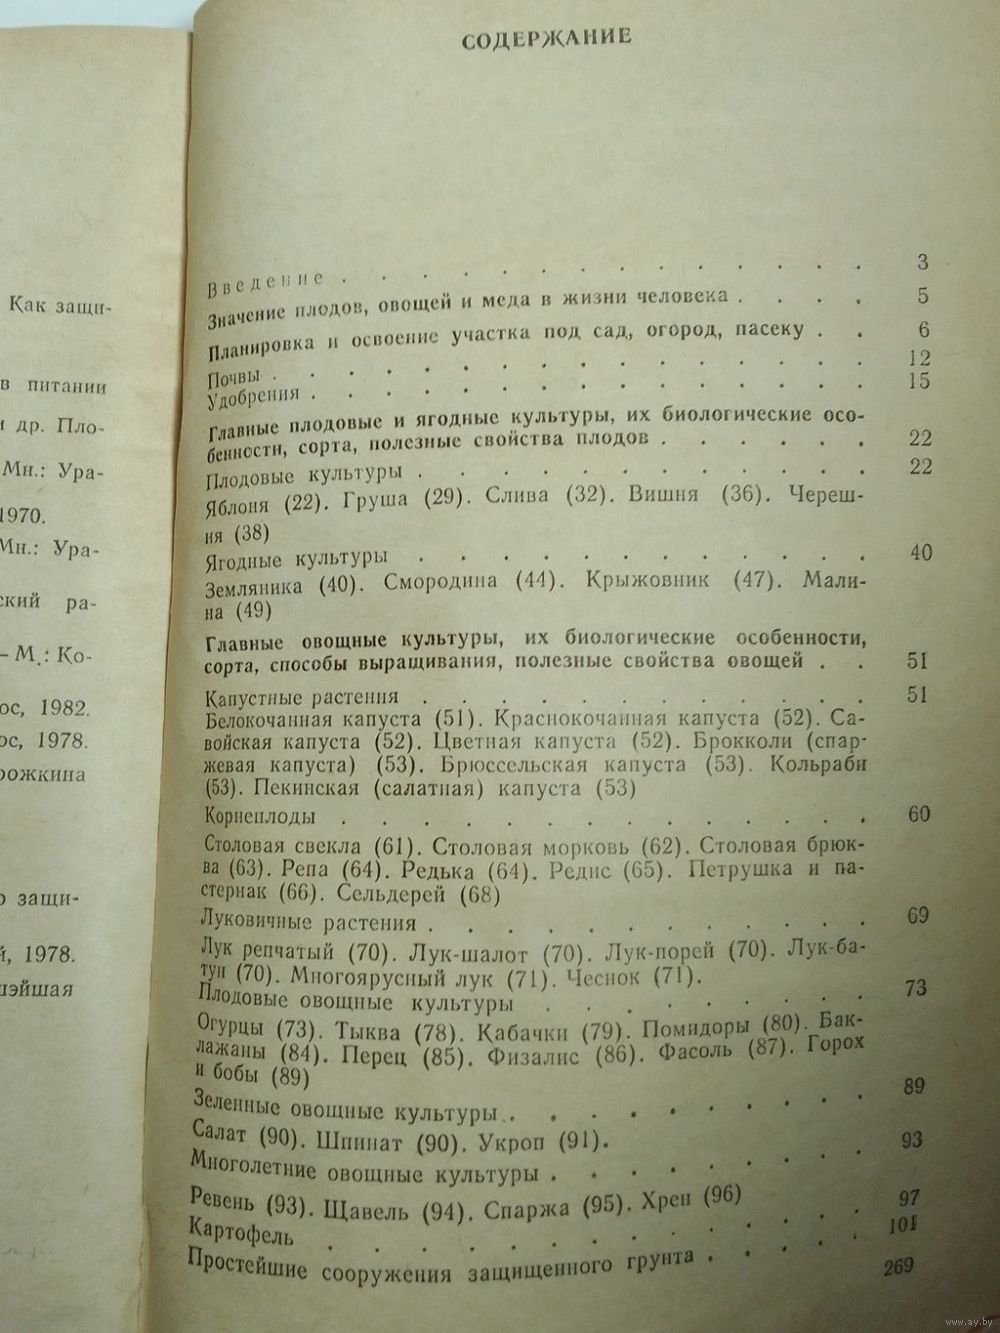 Как защи-
в питании
др. Пло-
Мн.: Ура-
1970.
Мн.: Ура-
ский ра-
– М.: Ко-
ос, 1982.
ос, 1978.
рожкина
защи-
й, 1978.
СОДЕРЖАНИЕ
Введение . . . . . . . . . . . . . . 3
Значение плодов, овощей и меда в жизни человека . . . . 5
Планировка и освоение участка под сад, огород, пасеку . . 6
Почвы . . . . . . . . . . . . . . . . 12
Удобрения . . . . . . . . . . . . . . . 15
Главные плодовые и ягодные культуры, их биологические осо-
бенности, сорта, полезные свойства плодов . . . . . . 22
Плодовые культуры . . . . . . . . . . . . 22
Яблоня (22). Груша (29). Слива (32). Вишня (36). Череш-
ня (38)
Ягодные культуры . . . . . . . . . . . . 40
Земляника (40). Смородина (44). Крыжовник (47). Мали-
на (49)
Главные овощные культуры, их биологические особенности,
сорта, способы выращивания, полезные свойства овощей . . 51
Капустные растения . . . . . . . . . . . 51
Белокочанная капуста (51). Краснокочанная капуста (52). Са-
войская капуста (52). Цветная капуста (52). Брокколи (спар-
жевая капуста) (53). Брюссельская капуста (53). Кольраби
(53). Пекинская (салатная) капуста (53)
Корнеплоды . . . . . . . . . . . . . 60
Столовая свекла (61). Столовая морковь (62). Столовая брюк-
ва (63). Репа (64). Редька (64). Редис (65). Петрушка и па-
стернак (66). Сельдерей (68)
Луковичные растения . . . . . . . . . . . 69
Лук репчатый (70). Лук-шалот (70). Лук-порей (70). Лук-ба-
тун (70). Многоярусный лук (71). Чеснок (71).
Плодовые овощные культуры . . . . . . . . 73
Огурцы (73). Тыква (78). Кабачки (79). Помидоры (80). Бак-
лажаны (84). Перец (85). Физалис (86). Фасоль (87). Горох
и бобы (89)
Зеленные овощные культуры . . . . . . . . . 89
Салат (90). Шпинат (90). Укроп (91).
Многолетние овощные культуры . . . . . . . . 93
Ревень (93). Щавель (94). Спаржа (95). Хрен (96)
Картофель . . . . . . . . . . . . . . 97
Простейшие сооружения защищенного грунта . . . . . 101
269
www.ay.by